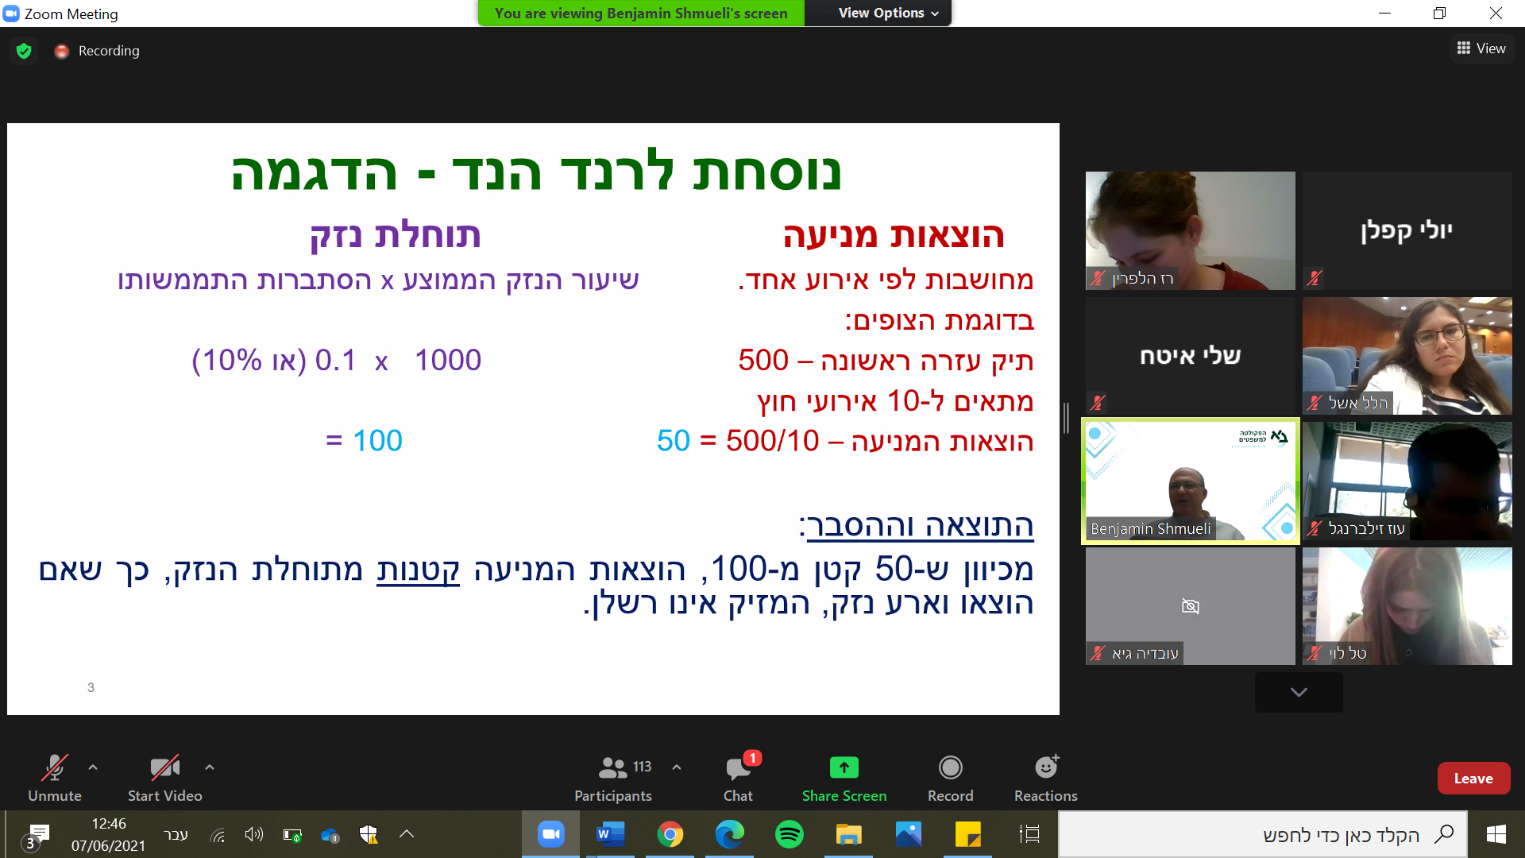 Zoom Meeting
You are viewing Benjamin Shmueli's screen
View Options
Recording
View
נוסחת לרנד הנד - הדגמה
הוצאות מניעה
מחושבות לפי אירוע אחד.
בדוגמת הצופים:
תיק עזרה ראשונה – 500
מתאים ל-10 אירועי חוץ
הוצאות המניעה – 500/10 = 50
תוחלת נזק
שיעור הנזק הממוצע x הסתברות התממשותו
1000 x 0.1 (או 10%)
= 100
התוצאה וההסבר:
מכיוון ש-50 קטן מ-100, הוצאות המניעה קטנות מתוחלת הנזק, כך שאם
הוצאו וארע נזק, המזיק אינו רשלן.
3
רז הלפרין
יולי קפלן
שלי איטח
הלל אשל
המקולטה
למשפטים
Benjamin Shmueli
עוז זילברנגל
עובדיה גיא
טל לוי
Unmute
Start Video
113
Participants
1
Chat
Share Screen
Record
Reactions
Leave
3
12:46
07/06/2021
עבר
הקלד כאן כדי לחפש